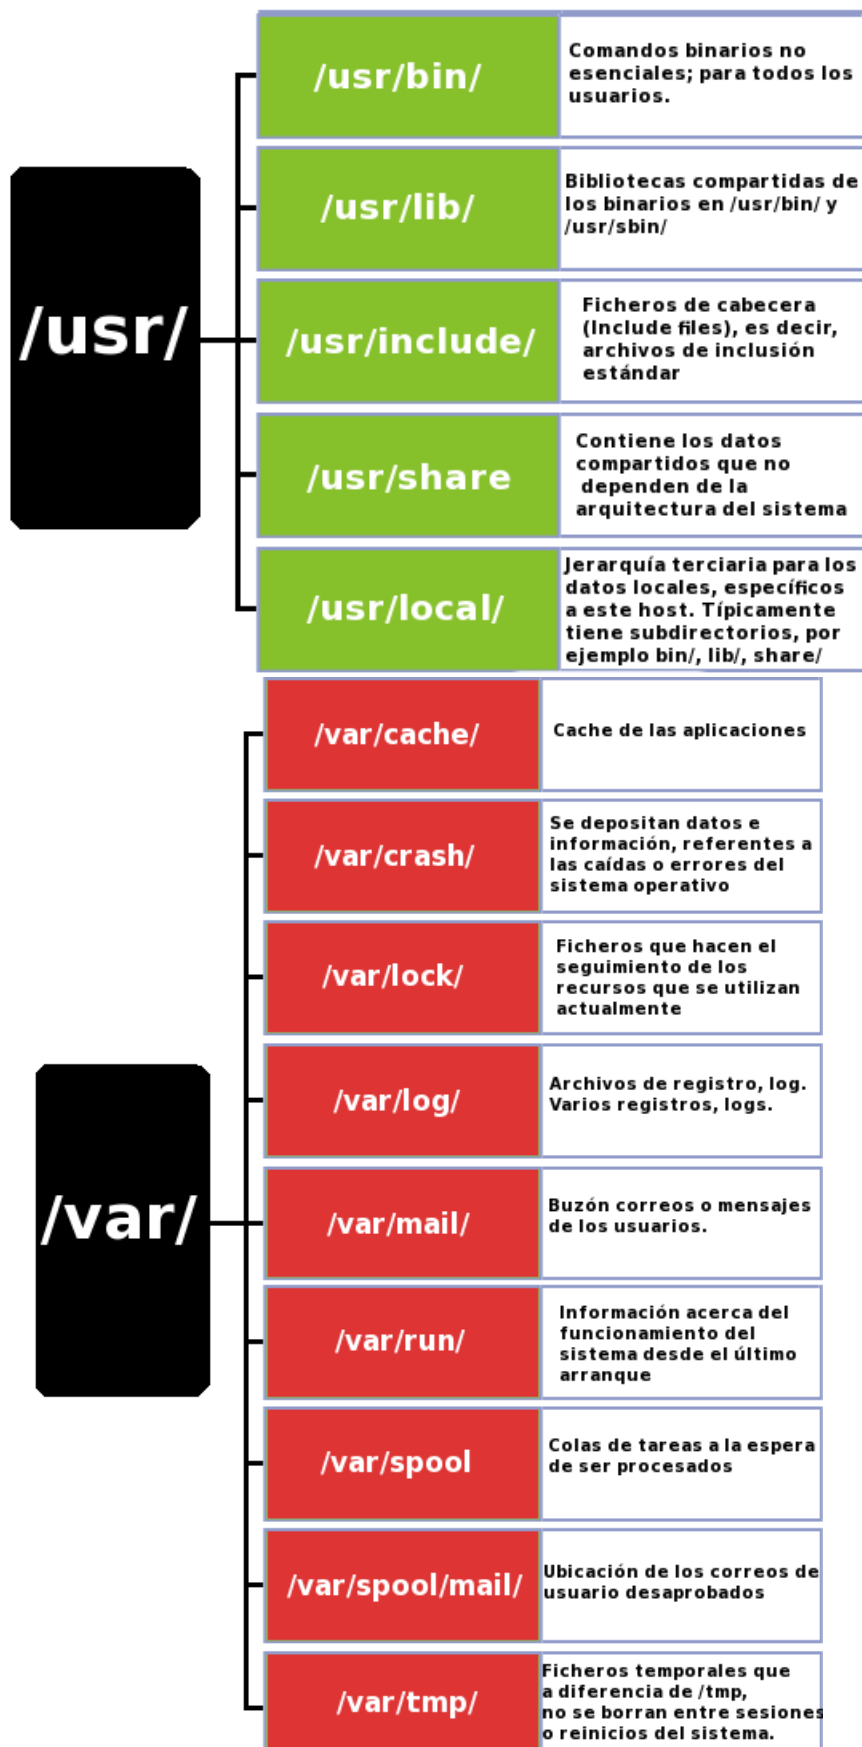 /usr/
/usr/bin/
Comandos binarios no
esenciales; para todos los
usuarios.
/usr/lib/
Bibliotecas compartidas de
los binarios en /usr/bin/ y
/usr/sbin/
/usr/include/
Ficheros de cabecera
(Include files), es decir,
archivos de inclusión
estándar
/usr/share
Contiene los datos
compartidos que no
dependen de la
arquitectura del sistema
/usr/local/
Jerarquía terciaria para los
datos locales, específicos
a este host. Típicamente
tiene subdirectorios, por
ejemplo bin/, lib/, share/
/var/
/var/cache/
Cache de las aplicaciones
/var/crash/
Se depositan datos e
información, referentes a
las caídas o errores del
sistema operativo
/var/lock/
Ficheros que hacen el
seguimiento de los
recursos que se utilizan
actualmente
/var/log/
Archivos de registro, log.
Varios registros, logs.
/var/mail/
Buzón correos o mensajes
de los usuarios.
/var/run/
Información acerca del
funcionamiento del
sistema desde el último
arranque
/var/spool
Colas de tareas a la espera
de ser procesados
/var/spool/mail/
Ubicación de los correos de
usuario desaprobados
/var/tmp/
Ficheros temporales que
a diferencia de /tmp,
no se borran entre sesiones
o reinicios del sistema.